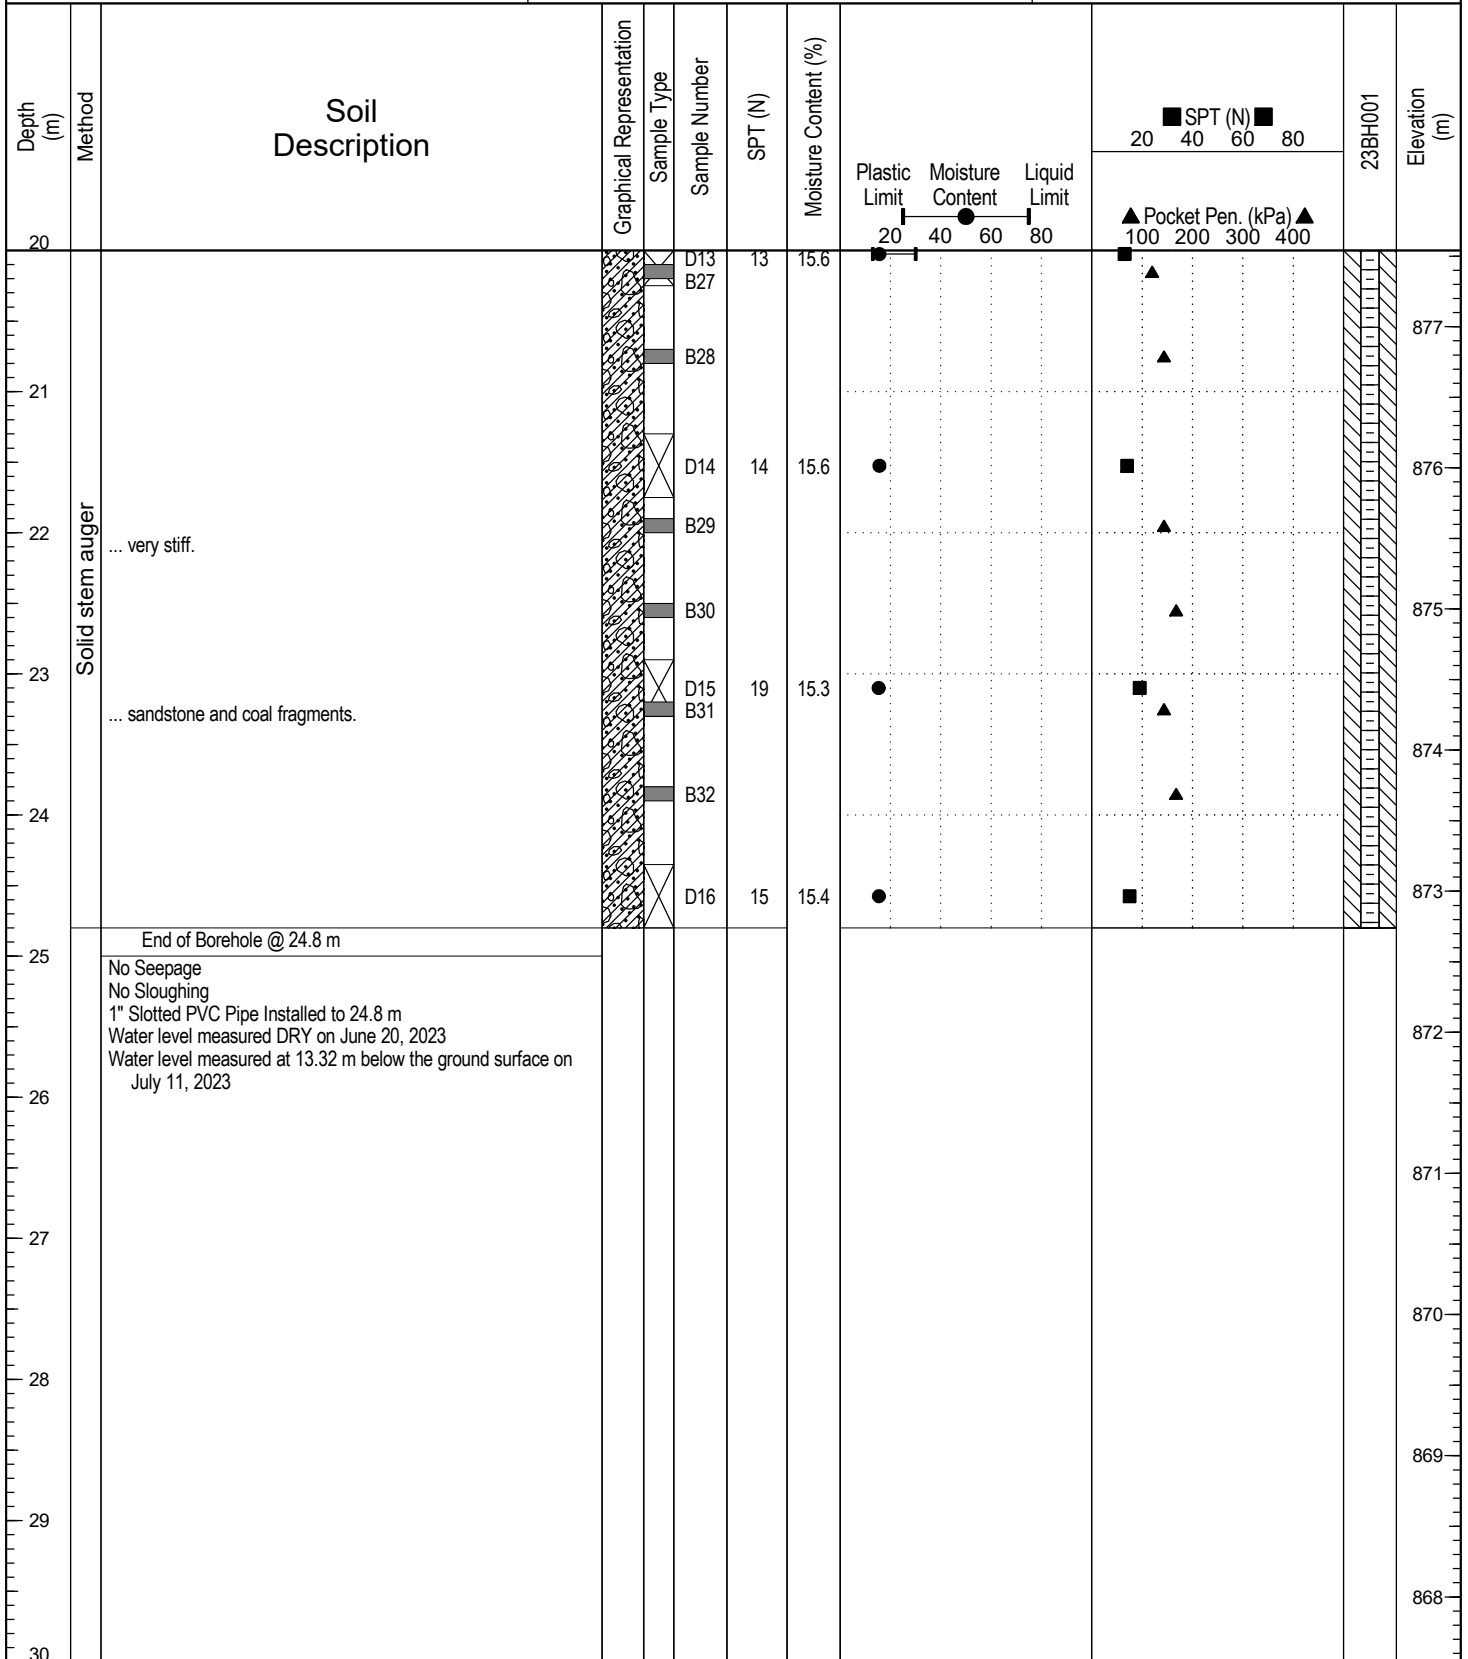 Depth
(m)
Method
Soil
Description
Graphical Representation
Sample Type
Sample Number
SPT (N)
Moisture Content (%)
Plastic Limit
Moisture Content
Liquid Limit
20 40 60 80
SPT (N)
20 40 60 80
Pocket Pen. (kPa)
100 200 300 400
23BH001
Elevation
(m)
20
D13 13 15.6
B27
877
B28
21
D14 14 15.6
876
Solid stem auger
B29
22
... very stiff.
B30
875
23
D15 19 15.3
B31
... sandstone and coal fragments.
874
B32
24
D16 15 15.4
873
End of Borehole @ 24.8 m
25
No Seepage
No Sloughing
1" Slotted PVC Pipe Installed to 24.8 m
Water level measured DRY on June 20, 2023
872
Water level measured at 13.32 m below the ground surface on
July 11, 2023
26
871
27
870
28
869
29
868
30